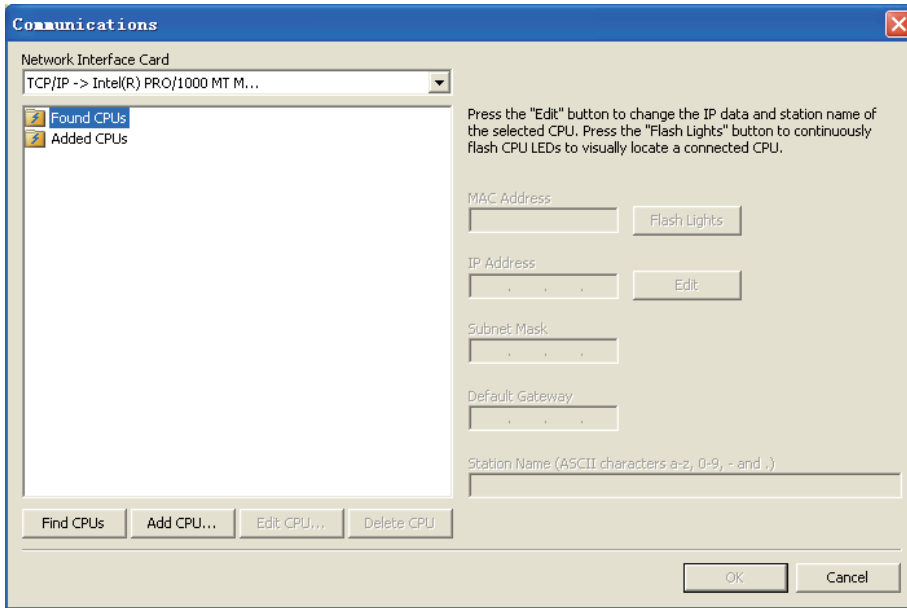 Communications
Network Interface Card
TCP/IP -> Intel(R) PRO/1000 MT M...
Found CPUs
Added CPUs
Press the "Edit" button to change the IP data and station name of
the selected CPU. Press the "Flash Lights" button to continuously
flash CPU LEDs to visually locate a connected CPU.
MAC Address
Flash Lights
IP Address
. . .
Edit
Subnet Mask
. . .
Default Gateway
. . .
Station Name (ASCII characters a-z, 0-9, - and .)
Find CPUs
Add CPU...
Edit CPU...
Delete CPU
OK
Cancel